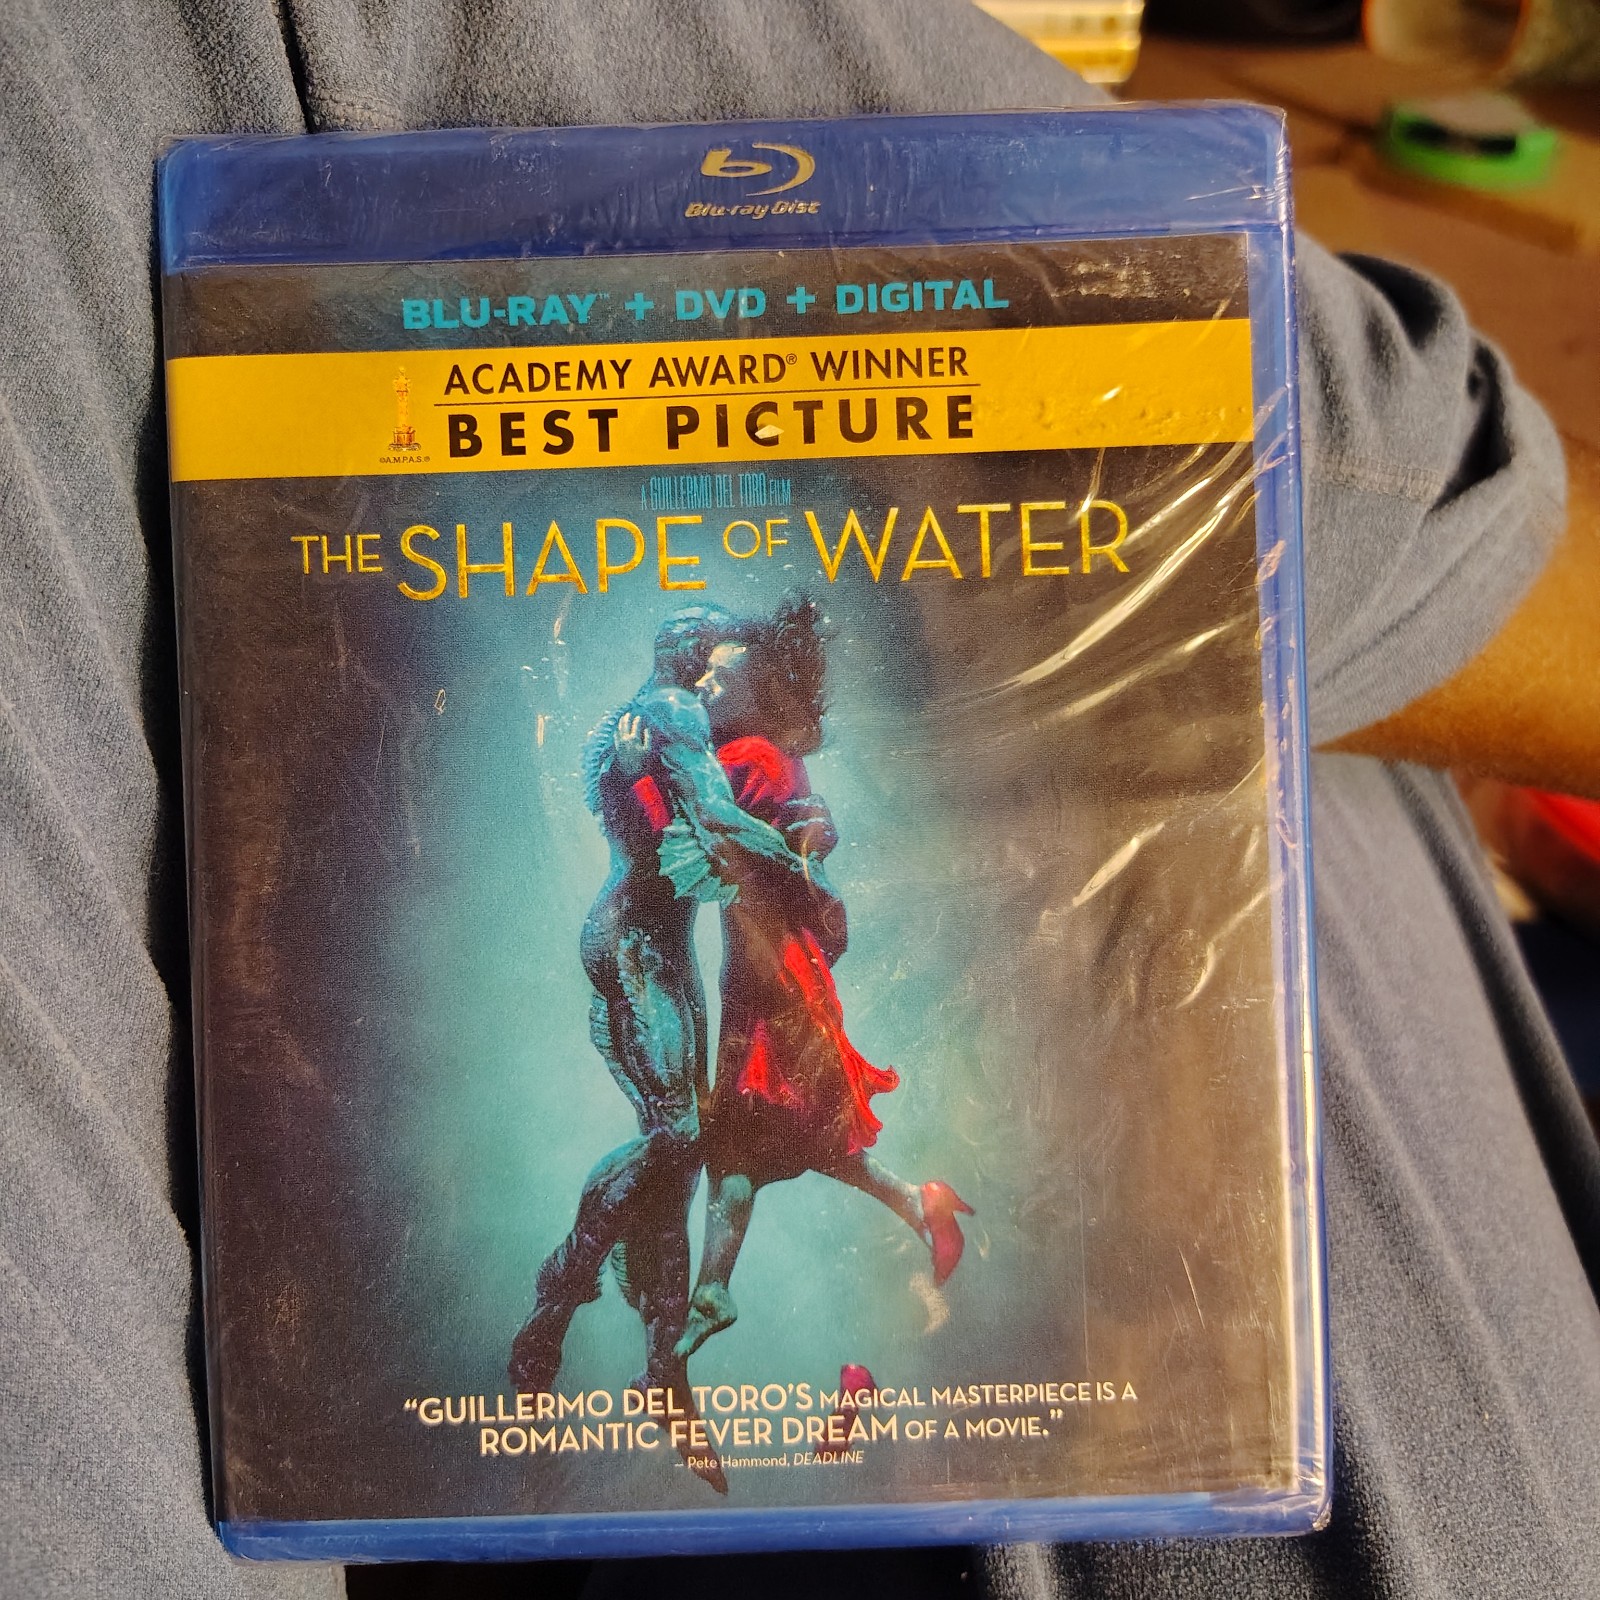 Blu-ray Disc
BLU-RAY™ + DVD + DIGITAL
ACADEMY AWARD® WINNER
BEST PICTURE
©A.M.P.A.S.®
A GUILLERMO DEL TORO FILM
THE SHAPE OF WATER
“GUILLERMO DEL TORO’S MAGICAL MASTERPIECE IS A
ROMANTIC FEVER DREAM OF A MOVIE.”
– Pete Hammond, DEADLINE